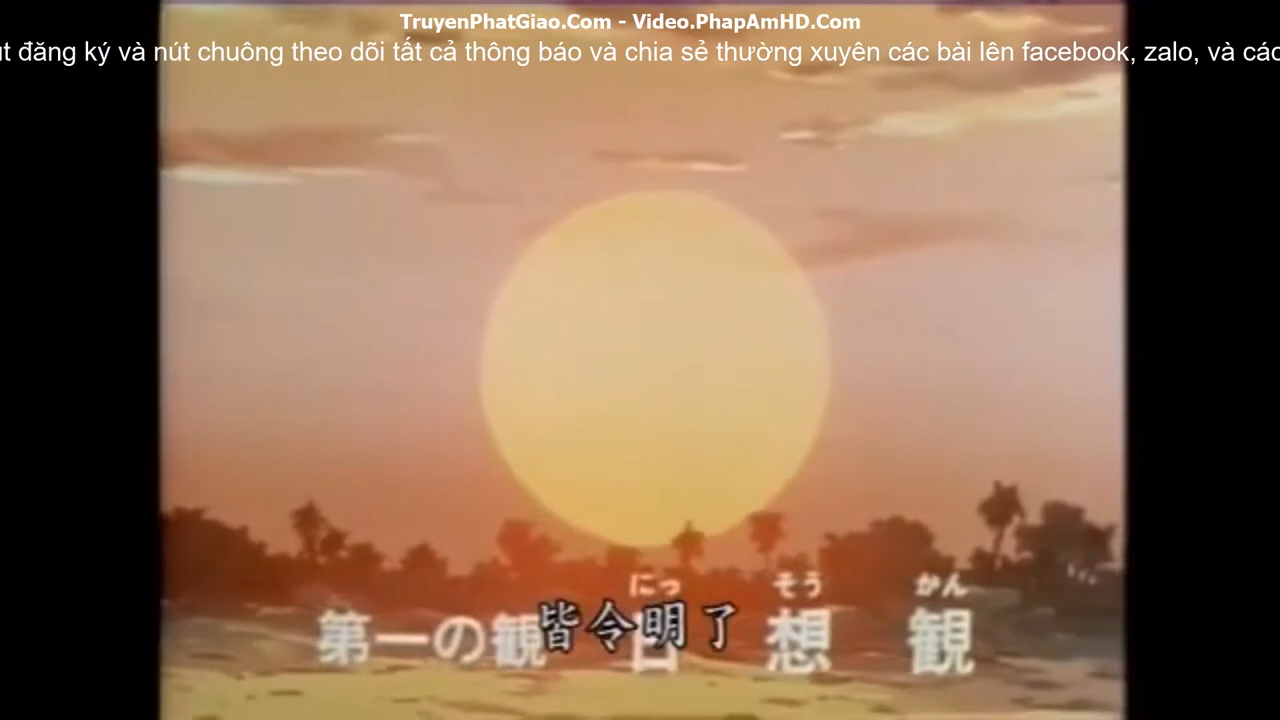 TruyenPhatGiao.Com - Video.PhapAmHD.Com
út đăng ký và nút chuông theo dõi tất cả thông báo và chia sẻ thường xuyên các bài lên facebook, zalo, và các
にっ そう かん
第一の観 日 想 観
皆令明了